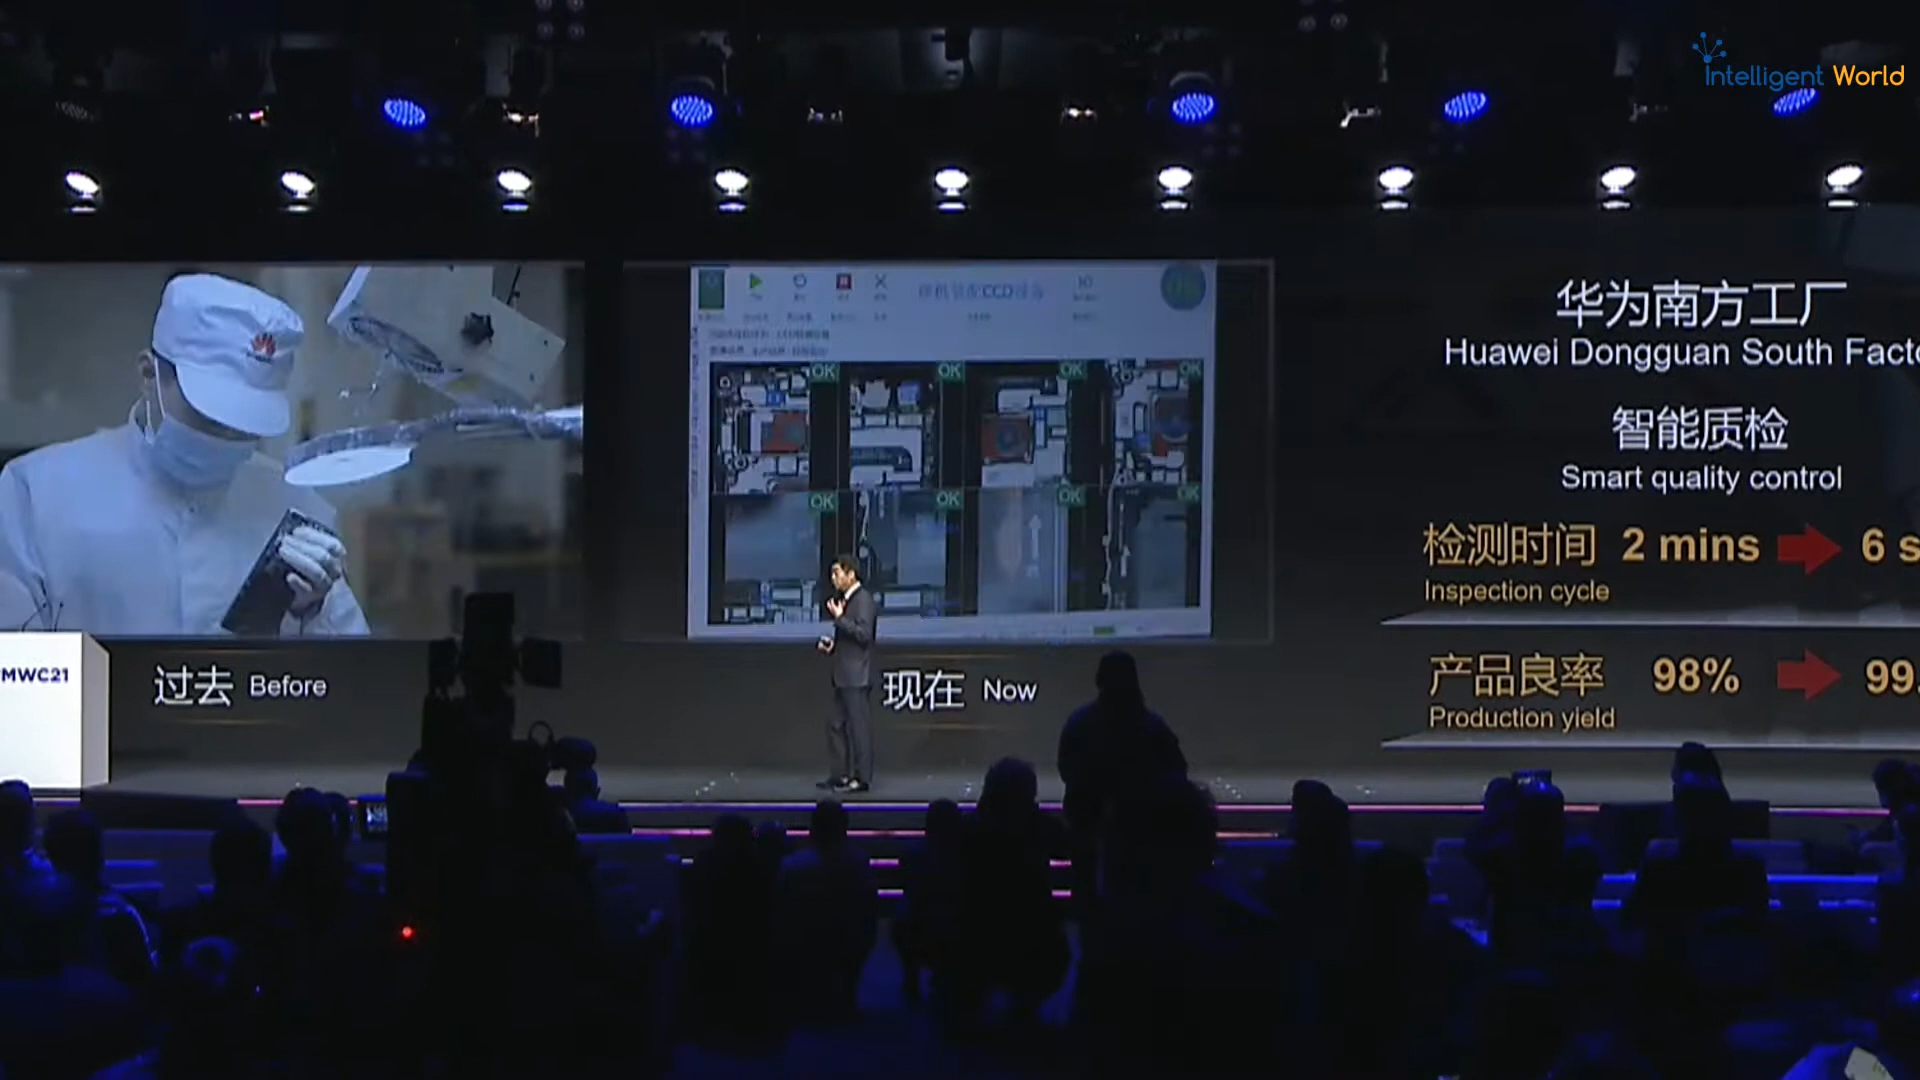 Intelligent World
华为南方工厂
Huawei Dongguan South Facto
智能质检
Smart quality control
检测时间 2 mins 6 s
Inspection cycle
产品良率 98% 99.
Production yield
OK OK OK OK
OK OK OK OK
MWC21
过去 Before
现在 Now